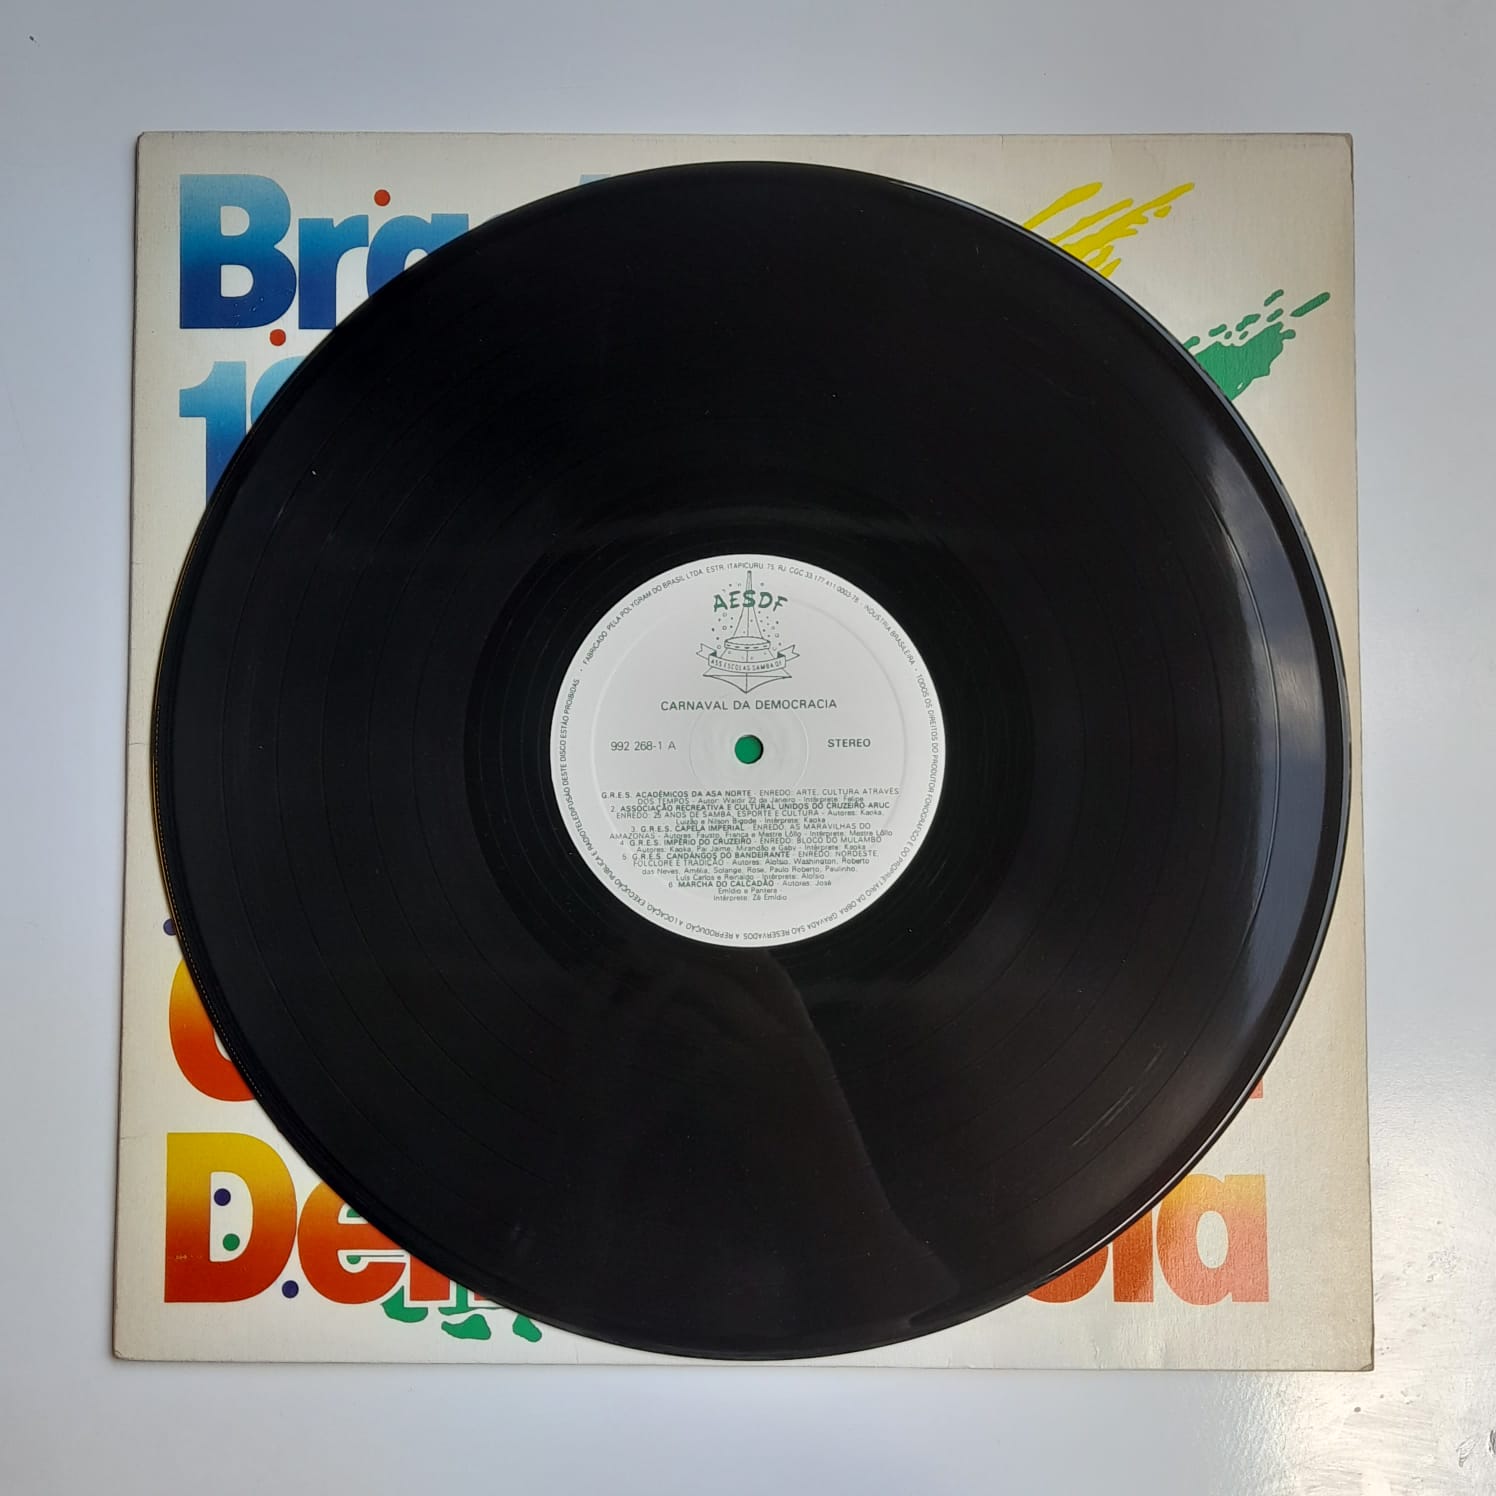 Bra
1
De
cia
FABRICADO PELA POLYGRAM DO BRASIL LTDA. ESTR. ITAPICURU, 75 RJ CGC 33.177.411 0003-78 · INDÚSTRIA BRASILEIRA · TODOS OS DIREITOS DO PRODUTOR FONOGRÁFICO E DO PROPRIETÁRIO DA OBRA GRAVADA SÃO RESERVADOS A REPRODUÇÃO A LOCAÇÃO, EXECUÇÃO PÚBLICA E RADIOTELEDIFUSÃO DESTE DISCO ESTÃO PROIBIDAS ·
AESDF
ASS ESCOLAS SAMBA DF
CARNAVAL DA DEMOCRACIA
992 268-1 A STEREO
G.R.E.S. ACADÊMICOS DA ASA NORTE - ENREDO: ARTE, CULTURA ATRAVÉS
DOS TEMPOS - Autor: Waldir 22 de Janeiro - Intérprete: Felipe
2. ASSOCIAÇÃO RECREATIVA E CULTURAL UNIDOS DO CRUZEIRO-ARUC
ENREDO: 25 ANOS DE SAMBA, ESPORTE E CULTURA - Autores: Kaoka,
Luizão e Nilson Bigode - Intérprete: Kaoka
3. G.R.E.S. CAPELA IMPERIAL - ENREDO: AS MARAVILHAS DO
AMAZONAS - Autores: Fausto, França e Mestre Lôllo - Intérprete: Mestre Lôllo
4. G.R.E.S. IMPÉRIO DO CRUZEIRO - ENREDO: BLOCO DO MULAMBO
Autores: Kaoka, Pai Jaime, Mirandão e Gaby - Intérprete: Kaoka
5. G.R.E.S. CANDANGOS DO BANDEIRANTE - ENREDO: NORDESTE,
FOLCLORE E TRADIÇÃO - Autores: Aloísio, Washington, Roberto
das Neves, Amélia, Solange, Rose, Paulo Roberto, Paulinho,
Luís Carlos e Reinaldo - Intérprete: Aloísio
6. MARCHA DO CALÇADÃO - Autores: José
Emídio e Pantera
Intérprete: Zé Emídio